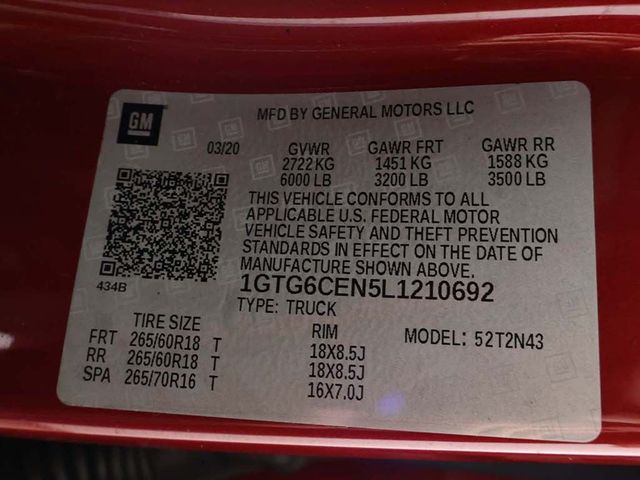 GM
MFD BY GENERAL MOTORS LLC
03/20 GVWR GAWR FRT GAWR RR
2722 KG 1451 KG 1588 KG
6000 LB 3200 LB 3500 LB
THIS VEHICLE CONFORMS TO ALL
APPLICABLE U.S. FEDERAL MOTOR
VEHICLE SAFETY AND THEFT PREVENTION
STANDARDS IN EFFECT ON THE DATE OF
MANUFACTURE SHOWN ABOVE.
434B
1GTG6CEN5L1210692
TYPE: TRUCK
TIRE SIZE RIM MODEL: 52T2N43
FRT 265/60R18 T 18X8.5J
RR 265/60R18 T 18X8.5J
SPA 265/70R16 T 16X7.0J